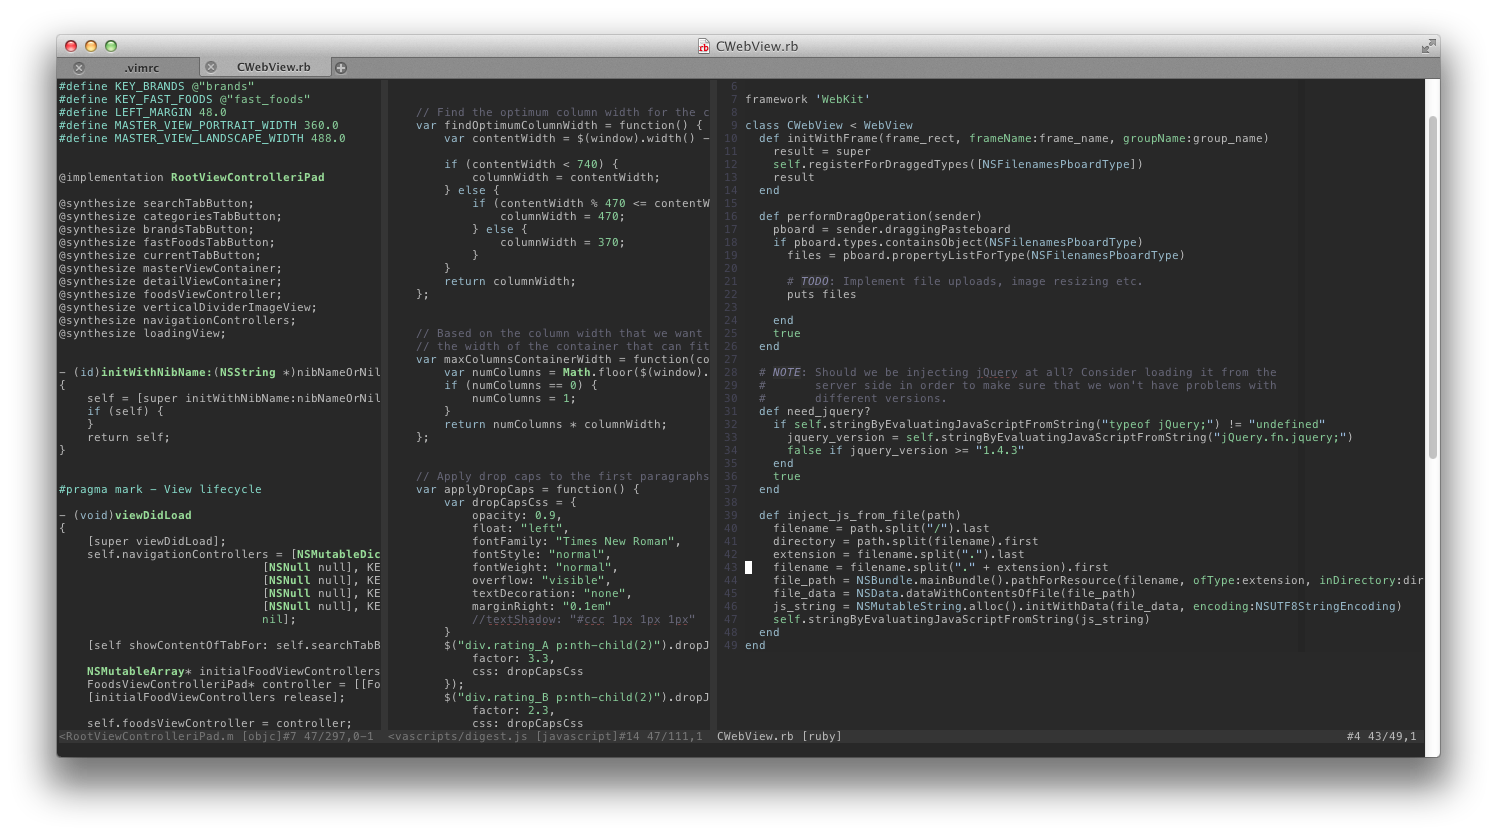 CWebView.rb
.vimrc
CWebView.rb
#define KEY_BRANDS @"brands"
#define KEY_FAST_FOODS @"fast_foods"
#define LEFT_MARGIN 48.0
#define MASTER_VIEW_PORTRAIT_WIDTH 360.0
#define MASTER_VIEW_LANDSCAPE_WIDTH 488.0
@implementation RootViewControlleriPad
@synthesize searchTabButton;
@synthesize categoriesTabButton;
@synthesize brandsTabButton;
@synthesize fastFoodsTabButton;
@synthesize currentTabButton;
@synthesize masterViewContainer;
@synthesize detailViewContainer;
@synthesize foodsViewController;
@synthesize verticalDividerImageView;
@synthesize navigationControllers;
@synthesize loadingView;
- (id)initWithNibName:(NSString *)nibNameOrNil
{
    self = [super initWithNibName:nibNameOrNil
    if (self) {
    }
    return self;
}
#pragma mark - View lifecycle
- (void)viewDidLoad
{
    [super viewDidLoad];
    self.navigationControllers = [NSMutableDic
                             [NSNull null], KE
                             [NSNull null], KE
                             [NSNull null], KE
                             [NSNull null], KE
                             nil];
    [self showContentOfTabFor: self.searchTabB
    NSMutableArray* initialFoodViewControllers
    FoodsViewControlleriPad* controller = [[Fo
    [initialFoodViewControllers release];
    self.foodsViewController = controller;
<RootViewControlleriPad.m [objc]#7 47/297,0-1
    // Find the optimum column width for the c
    var findOptimumColumnWidth = function() {
        var contentWidth = $(window).width() -
        if (contentWidth < 740) {
            columnWidth = contentWidth;
        } else {
            if (contentWidth % 470 <= contentW
                columnWidth = 470;
            } else {
                columnWidth = 370;
            }
        }
        return columnWidth;
    };
    // Based on the column width that we want
    // the width of the container that can fit
    var maxColumnsContainerWidth = function(co
        var numColumns = Math.floor($(window).
        if (numColumns == 0) {
            numColumns = 1;
        }
        return numColumns * columnWidth;
    };
    // Apply drop caps to the first paragraphs
    var applyDropCaps = function() {
        var dropCapsCss = {
            opacity: 0.9,
            float: "left",
            fontFamily: "Times New Roman",
            fontStyle: "normal",
            fontWeight: "normal",
            overflow: "visible",
            textDecoration: "none",
            marginRight: "0.1em"
            //textShadow: "#ccc 1px 1px 1px"
        }
        $("div.rating_A p:nth-child(2)").dropJ
            factor: 3.3,
            css: dropCapsCss
        });
        $("div.rating_B p:nth-child(2)").dropJ
            factor: 2.3,
            css: dropCapsCss
<vascripts/digest.js [javascript]#14 47/111,1
6
7 framework 'WebKit'
8
9 class CWebView < WebView
10   def initWithFrame(frame_rect, frameName:frame_name, groupName:group_name)
11     result = super
12     self.registerForDraggedTypes([NSFilenamesPboardType])
13     result
14   end
15
16   def performDragOperation(sender)
17     pboard = sender.draggingPasteboard
18     if pboard.types.containsObject(NSFilenamesPboardType)
19       files = pboard.propertyListForType(NSFilenamesPboardType)
20
21       # TODO: Implement file uploads, image resizing etc.
22       puts files
23
24     end
25     true
26   end
27
28   # NOTE: Should we be injecting jQuery at all? Consider loading it from the
29   #       server side in order to make sure that we won't have problems with
30   #       different versions.
31   def need_jquery?
32     if self.stringByEvaluatingJavaScriptFromString("typeof jQuery;") != "undefined"
33       jquery_version = self.stringByEvaluatingJavaScriptFromString("jQuery.fn.jquery;")
34       false if jquery_version >= "1.4.3"
35     end
36     true
37   end
38
39   def inject_js_from_file(path)
40     filename = path.split("/").last
41     directory = path.split(filename).first
42     extension = filename.split(".").last
43     filename = filename.split("." + extension).first
44     file_path = NSBundle.mainBundle().pathForResource(filename, ofType:extension, inDirectory:dir
45     file_data = NSData.dataWithContentsOfFile(file_path)
46     js_string = NSMutableString.alloc().initWithData(file_data, encoding:NSUTF8StringEncoding)
47     self.stringByEvaluatingJavaScriptFromString(js_string)
48   end
49 end
CWebView.rb [ruby] #4 43/49,1